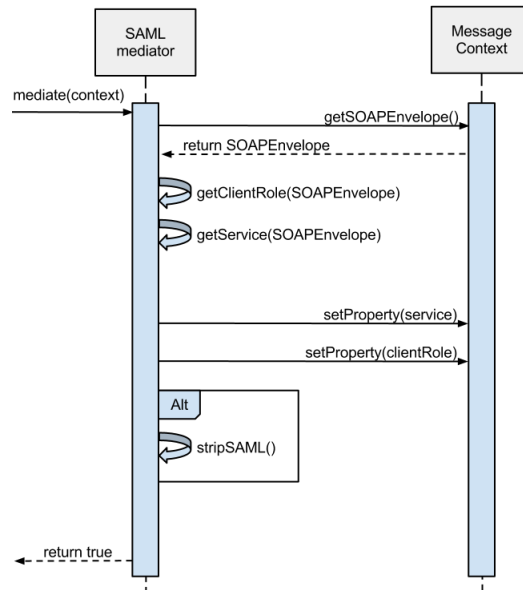 SAML
mediator
Message
Context
mediate(context)
getSOAPEnvelope()
return SOAPEnvelope
getClientRole(SOAPEnvelope)
getService(SOAPEnvelope)
setProperty(service)
setProperty(clientRole)
Alt
stripSAML()
return true